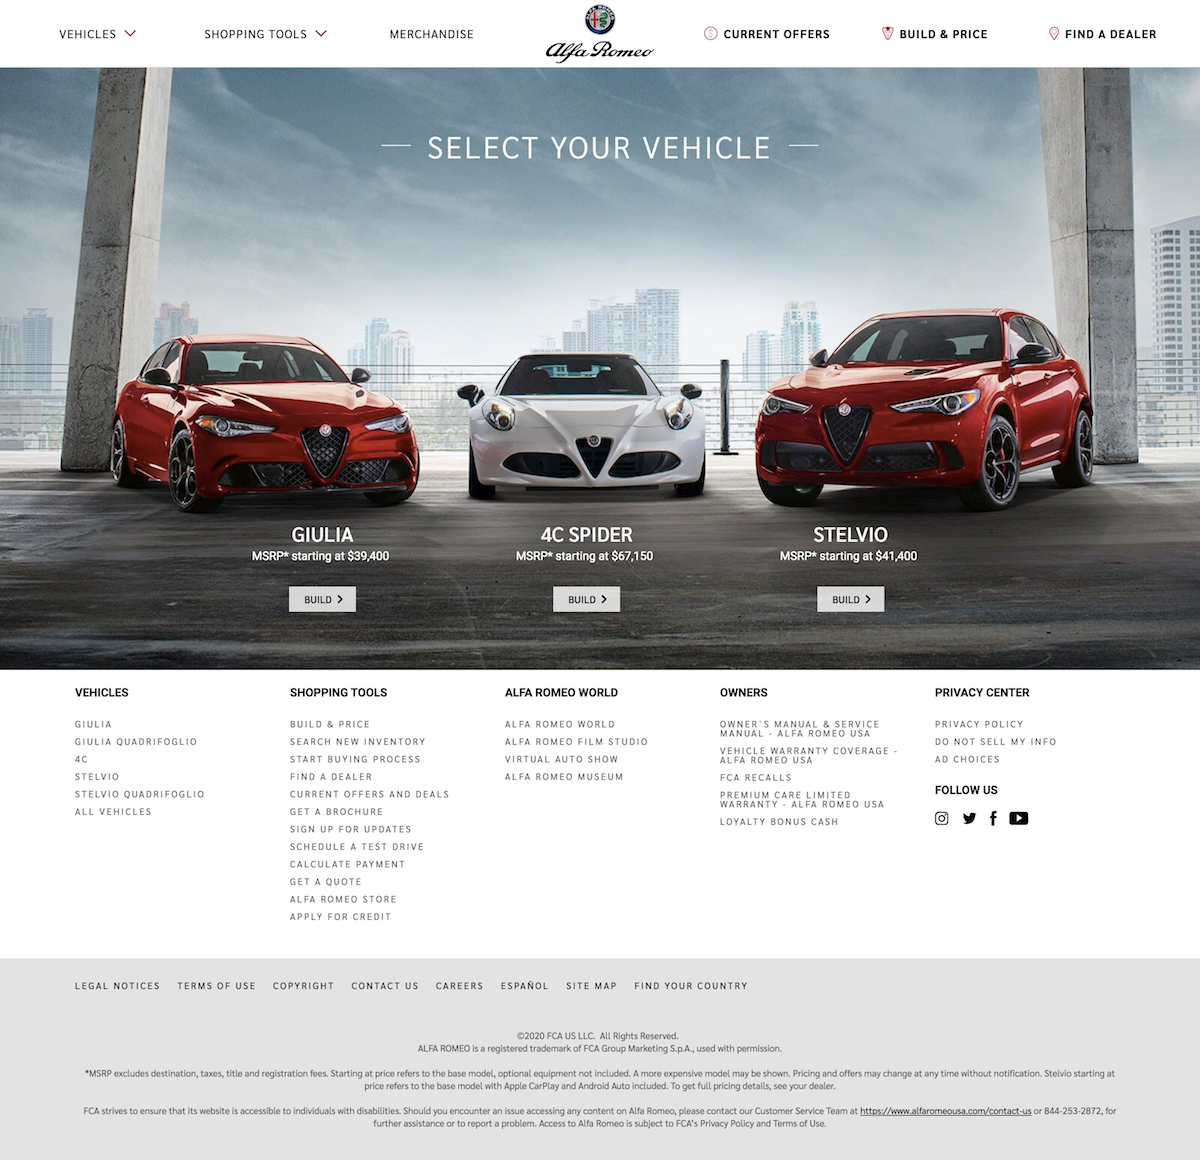 VEHICLES
SHOPPING TOOLS
MERCHANDISE
ALFA ROMEO
Alfa Romeo
CURRENT OFFERS
BUILD & PRICE
FIND A DEALER
SELECT YOUR VEHICLE
GIULIA
MSRP* starting at $39,400
BUILD
4C SPIDER
MSRP* starting at $67,150
BUILD
STELVIO
MSRP* starting at $41,400
BUILD
VEHICLES
GIULIA
GIULIA QUADRIFOGLIO
4C
STELVIO
STELVIO QUADRIFOGLIO
ALL VEHICLES
SHOPPING TOOLS
BUILD & PRICE
SEARCH NEW INVENTORY
START BUYING PROCESS
FIND A DEALER
CURRENT OFFERS AND DEALS
GET A BROCHURE
SIGN UP FOR UPDATES
SCHEDULE A TEST DRIVE
CALCULATE PAYMENT
GET A QUOTE
ALFA ROMEO STORE
APPLY FOR CREDIT
ALFA ROMEO WORLD
ALFA ROMEO WORLD
ALFA ROMEO FILM STUDIO
VIRTUAL AUTO SHOW
ALFA ROMEO MUSEUM
OWNERS
OWNER`S MANUAL & SERVICE
MANUAL - ALFA ROMEO USA
VEHICLE WARRANTY COVERAGE -
ALFA ROMEO USA
FCA RECALLS
PREMIUM CARE LIMITED
WARRANTY - ALFA ROMEO USA
LOYALTY BONUS CASH
PRIVACY CENTER
PRIVACY POLICY
DO NOT SELL MY INFO
AD CHOICES
FOLLOW US
LEGAL NOTICES TERMS OF USE COPYRIGHT CONTACT US CAREERS ESPAÑOL SITE MAP FIND YOUR COUNTRY
©2020 FCA US LLC. All Rights Reserved.
ALFA ROMEO is a registered trademark of FCA Group Marketing S.p.A., used with permission.
*MSRP excludes destination, taxes, title and registration fees. Starting at price refers to the base model, optional equipment not included. A more expensive model may be shown. Pricing and offers may change at any time without notification. Stelvio starting at
price refers to the base model with Apple CarPlay and Android Auto included. To get full pricing details, see your dealer.
FCA strives to ensure that its website is accessible to individuals with disabilities. Should you encounter an issue accessing any content on Alfa Romeo, please contact our Customer Service Team at https://www.alfaromeousa.com/contact-us or 844-253-2872, for
further assistance or to report a problem. Access to Alfa Romeo is subject to FCA's Privacy Policy and Terms of Use.